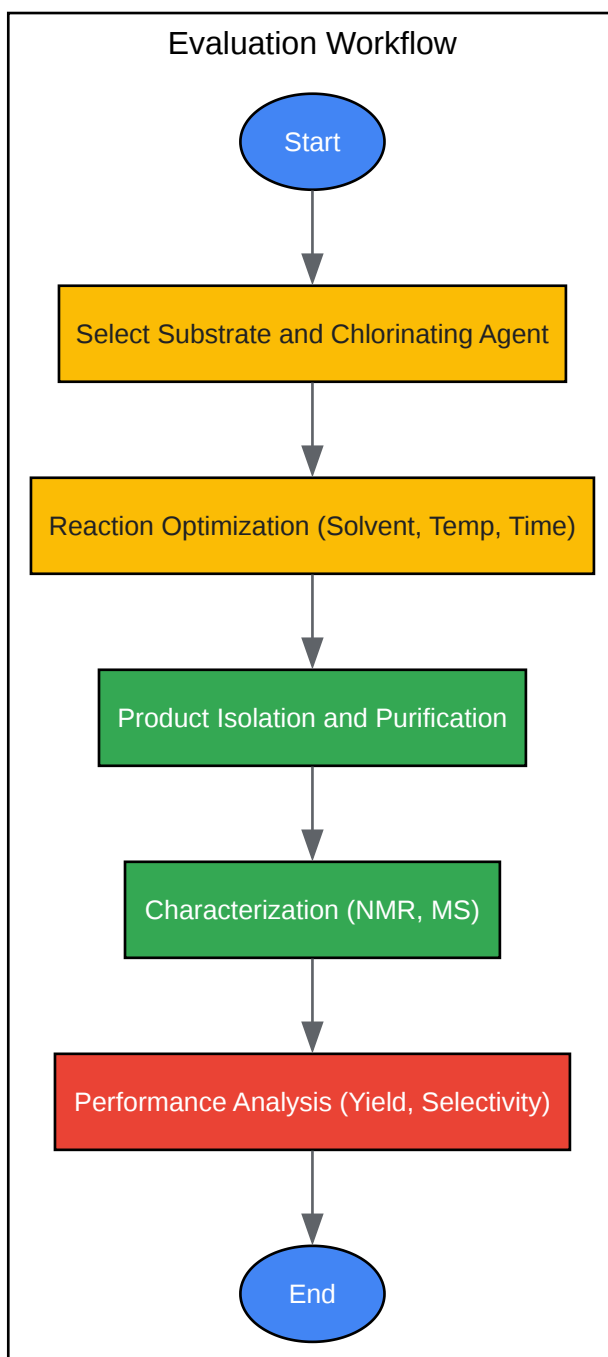 Evaluation Workflow
Start
Select Substrate and Chlorinating Agent
Reaction Optimization (Solvent, Temp, Time)
Product Isolation and Purification
Characterization (NMR, MS)
Performance Analysis (Yield, Selectivity)
End